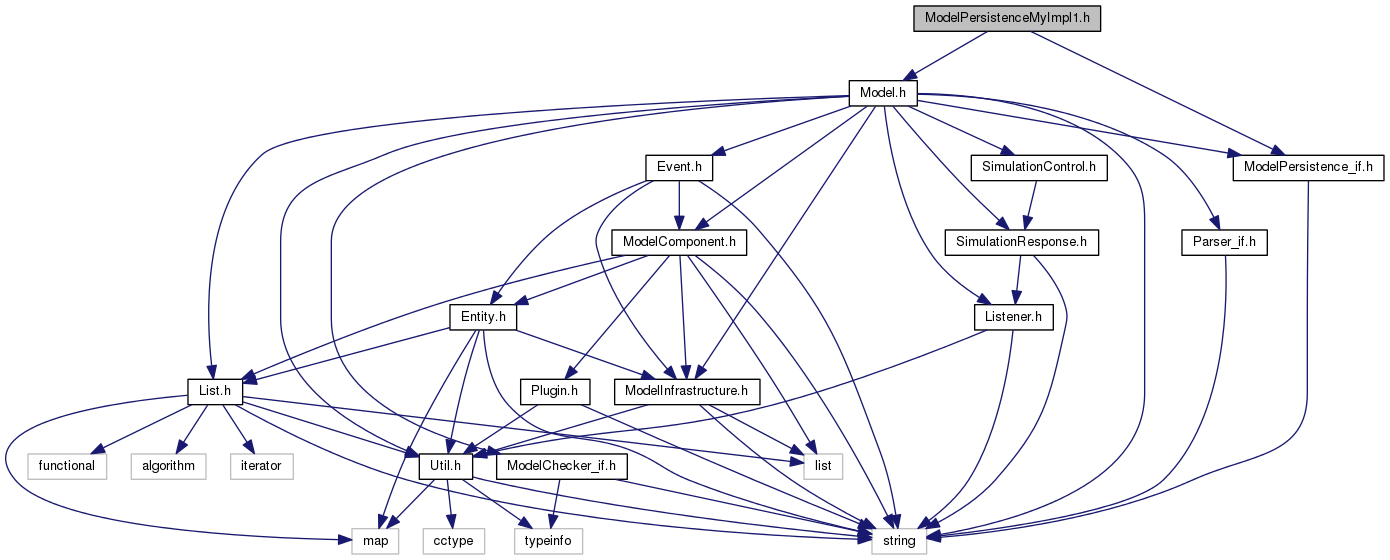 ModelPersistenceMyImpl1.h
Model.h
Event.h
SimulationControl.h
ModelPersistence_if.h
ModelComponent.h
SimulationResponse.h
Parser_if.h
Entity.h
Listener.h
List.h
Plugin.h
ModelInfrastructure.h
functional
algorithm
iterator
Util.h
ModelChecker_if.h
list
map
cctype
typeinfo
string